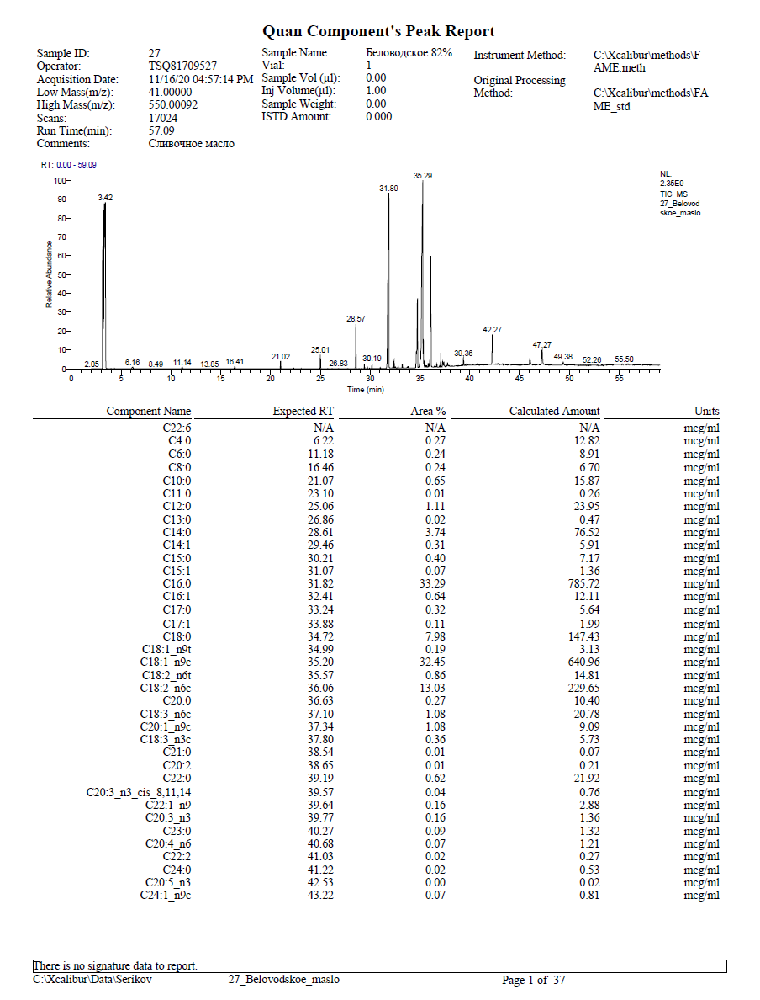 Quan Component's Peak Report
Sample ID: 27
Operator: TSQ81709527
Acquisition Date: 11/16/20 04:57:14 PM
Low Mass(m/z): 41.00000
High Mass(m/z): 550.00092
Scans: 17024
Run Time(min): 57.09
Comments: Сливочное масло
Sample Name: Беловодское 82%
Vial: 1
Sample Vol (µl): 0.00
Inj Volume(µl): 1.00
Sample Weight: 0.00
ISTD Amount: 0.000
Instrument Method: C:\Xcalibur\methods\F
AME.meth
Original Processing
Method: C:\Xcalibur\methods\FA
ME_std
RT: 0.00 - 59.09
NL:
2.35E9
TIC MS
27_Belovod
skoe_maslo
100
90
80
70
60
50
40
30
20
10
0
Relative Abundance
3.42
31.89
35.29
28.57
42.27
47.27
2.05 6.16 8.49 11.14 13.85 16.41 21.02 25.01 26.83 30.19 39.36 49.38 52.26 55.50
0 5 10 15 20 25 30 35 40 45 50 55
Time (min)
Component Name Expected RT Area % Calculated Amount Units
C22:6 N/A N/A N/A mcg/ml
C4:0 6.22 0.27 12.82 mcg/ml
C6:0 11.18 0.24 8.91 mcg/ml
C8:0 16.46 0.24 6.70 mcg/ml
C10:0 21.07 0.65 15.87 mcg/ml
C11:0 23.10 0.01 0.26 mcg/ml
C12:0 25.06 1.11 23.95 mcg/ml
C13:0 26.86 0.02 0.47 mcg/ml
C14:0 28.61 3.74 76.52 mcg/ml
C14:1 29.46 0.31 5.91 mcg/ml
C15:0 30.21 0.40 7.17 mcg/ml
C15:1 31.07 0.07 1.36 mcg/ml
C16:0 31.82 33.29 785.72 mcg/ml
C16:1 32.41 0.64 12.11 mcg/ml
C17:0 33.24 0.32 5.64 mcg/ml
C17:1 33.88 0.11 1.99 mcg/ml
C18:0 34.72 7.98 147.43 mcg/ml
C18:1_n9t 34.99 0.19 3.13 mcg/ml
C18:1_n9c 35.20 32.45 640.96 mcg/ml
C18:2_n6t 35.57 0.86 14.81 mcg/ml
C18:2_n6c 36.06 13.03 229.65 mcg/ml
C20:0 36.63 0.27 10.40 mcg/ml
C18:3_n6c 37.10 1.08 20.78 mcg/ml
C20:1_n9c 37.34 1.08 9.09 mcg/ml
C18:3_n3c 37.80 0.36 5.73 mcg/ml
C21:0 38.54 0.01 0.07 mcg/ml
C20:2 38.65 0.01 0.21 mcg/ml
C22:0 39.19 0.62 21.92 mcg/ml
C20:3_n3_cis_8,11,14 39.57 0.04 0.76 mcg/ml
C22:1_n9 39.64 0.16 2.88 mcg/ml
C20:3_n3 39.77 0.16 1.36 mcg/ml
C23:0 40.27 0.09 1.32 mcg/ml
C20:4_n6 40.68 0.07 1.21 mcg/ml
C22:2 41.03 0.02 0.27 mcg/ml
C24:0 41.22 0.02 0.53 mcg/ml
C20:5_n3 42.53 0.00 0.02 mcg/ml
C24:1_n9c 43.22 0.07 0.81 mcg/ml
There is no signature data to report.
C:\Xcalibur\Data\Serikov 27_Belovodskoe_maslo Page 1 of 37